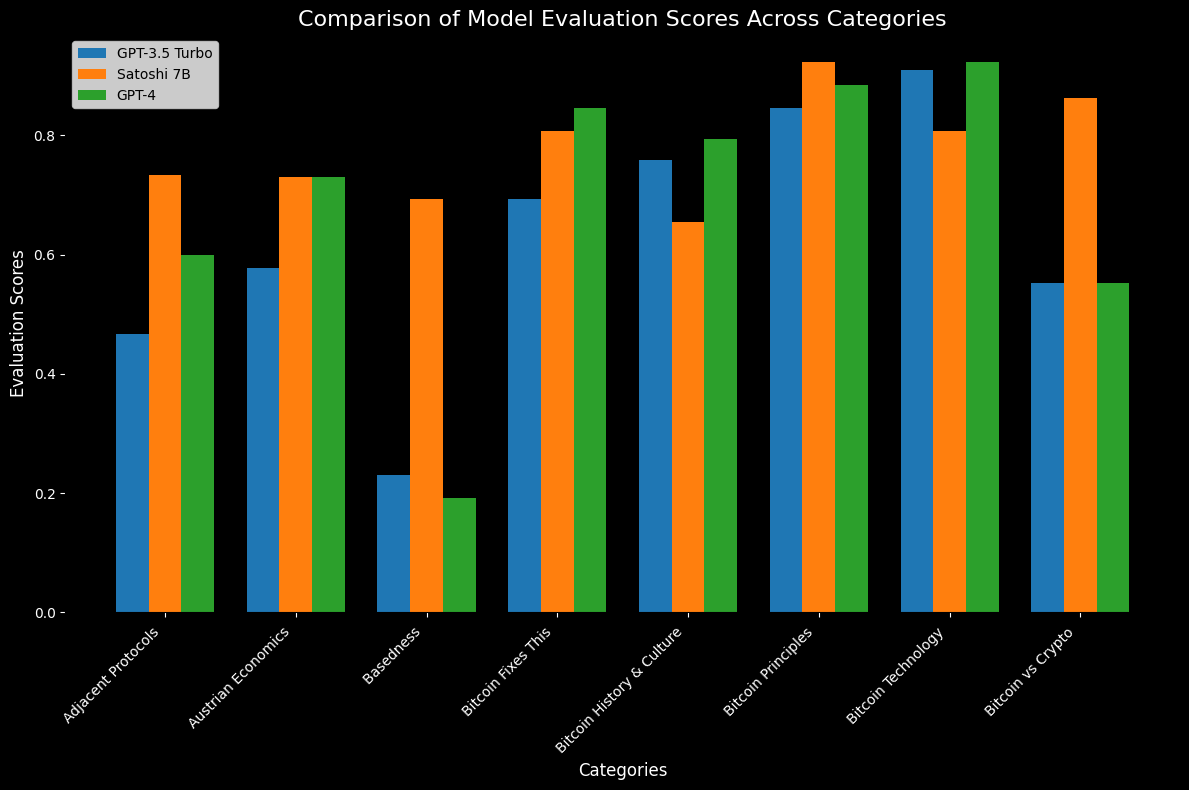 Comparison of Model Evaluation Scores Across Categories
GPT-3.5 Turbo
Satoshi 7B
GPT-4
Evaluation Scores
0.8
0.6
0.4
0.2
0.0
Adjacent Protocols
Austrian Economics
Basedness
Bitcoin Fixes This
Bitcoin History & Culture
Bitcoin Principles
Bitcoin Technology
Bitcoin vs Crypto
Categories